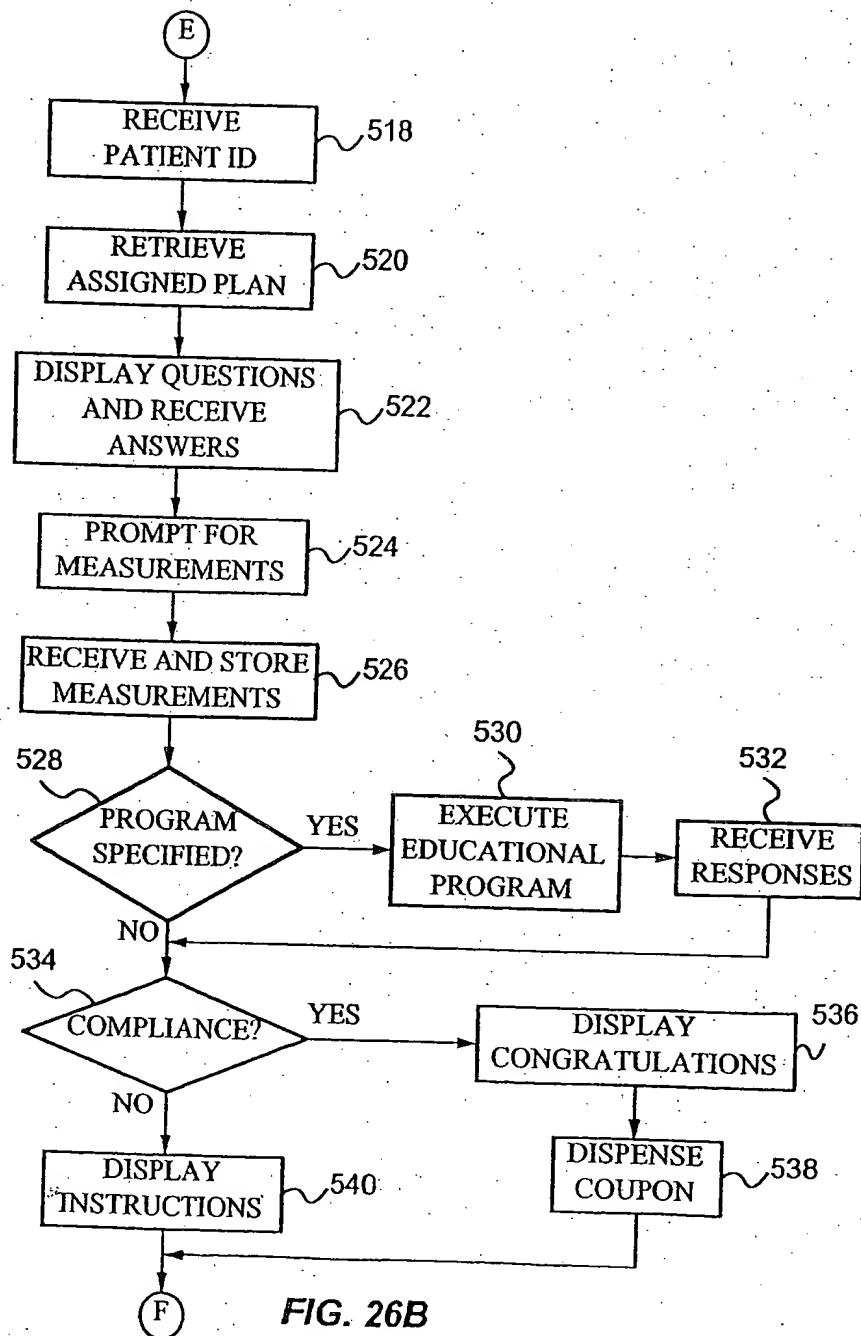 E
RECEIVE
PATIENT ID
518
RETRIEVE
ASSIGNED PLAN
520
DISPLAY QUESTIONS
AND RECEIVE
ANSWERS
522
PROMPT FOR
MEASUREMENTS
524
RECEIVE AND STORE
MEASUREMENTS
526
528
PROGRAM
SPECIFIED?
YES
530
EXECUTE
EDUCATIONAL
PROGRAM
532
RECEIVE
RESPONSES
NO
534
COMPLIANCE?
YES
DISPLAY
CONGRATULATIONS
536
NO
DISPENSE
COUPON
538
DISPLAY
INSTRUCTIONS
540
F
FIG. 26B